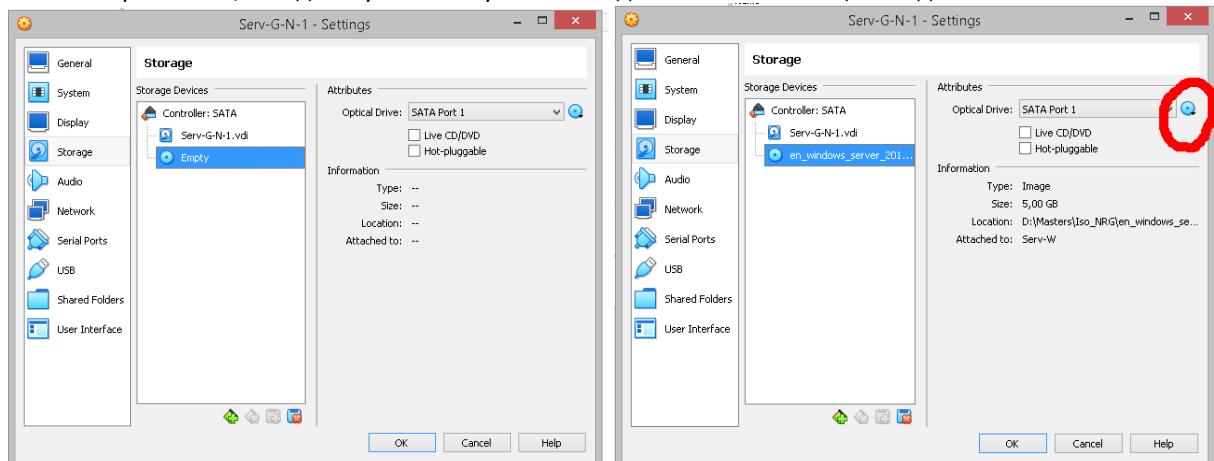 Serv-G-N-1 - Settings
General
System
Display
Storage
Audio
Network
Serial Ports
USB
Shared Folders
User Interface
Storage
Storage Devices
Controller: SATA
Serv-G-N-1.vdi
Empty
Attributes
Optical Drive: SATA Port 1
Live CD/DVD
Hot-pluggable
Information
Type: --
Size: --
Location: --
Attached to: --
OK Cancel Help
Serv-G-N-1 - Settings
General
System
Display
Storage
Audio
Network
Serial Ports
USB
Shared Folders
User Interface
Storage
Storage Devices
Controller: SATA
Serv-G-N-1.vdi
en_windows_server_201...
Attributes
Optical Drive: SATA Port 1
Live CD/DVD
Hot-pluggable
Information
Type: Image
Size: 5,00 GB
Location: D:\Masters\Iso_NRG\en_windows_se...
Attached to: Serv-W
OK Cancel Help